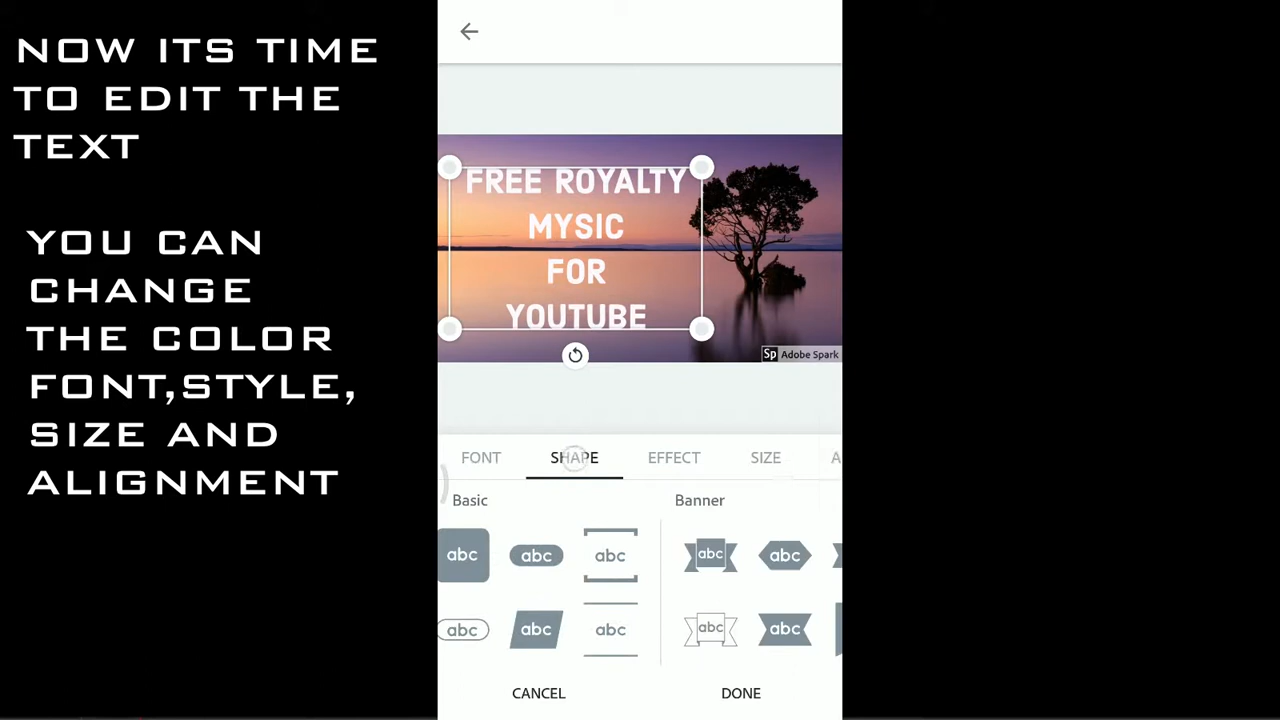 NOW ITS TIME
TO EDIT THE
TEXT
YOU CAN
CHANGE
THE COLOR
FONT,STYLE,
SIZE AND
ALIGNMENT
FREE ROYALTY
MYSIC
FOR
YOUTUBE
Sp Adobe Spark
FONT SHAPE EFFECT SIZE A
Basic Banner
abc abc abc abc abc
abc abc abc abc abc
CANCEL DONE